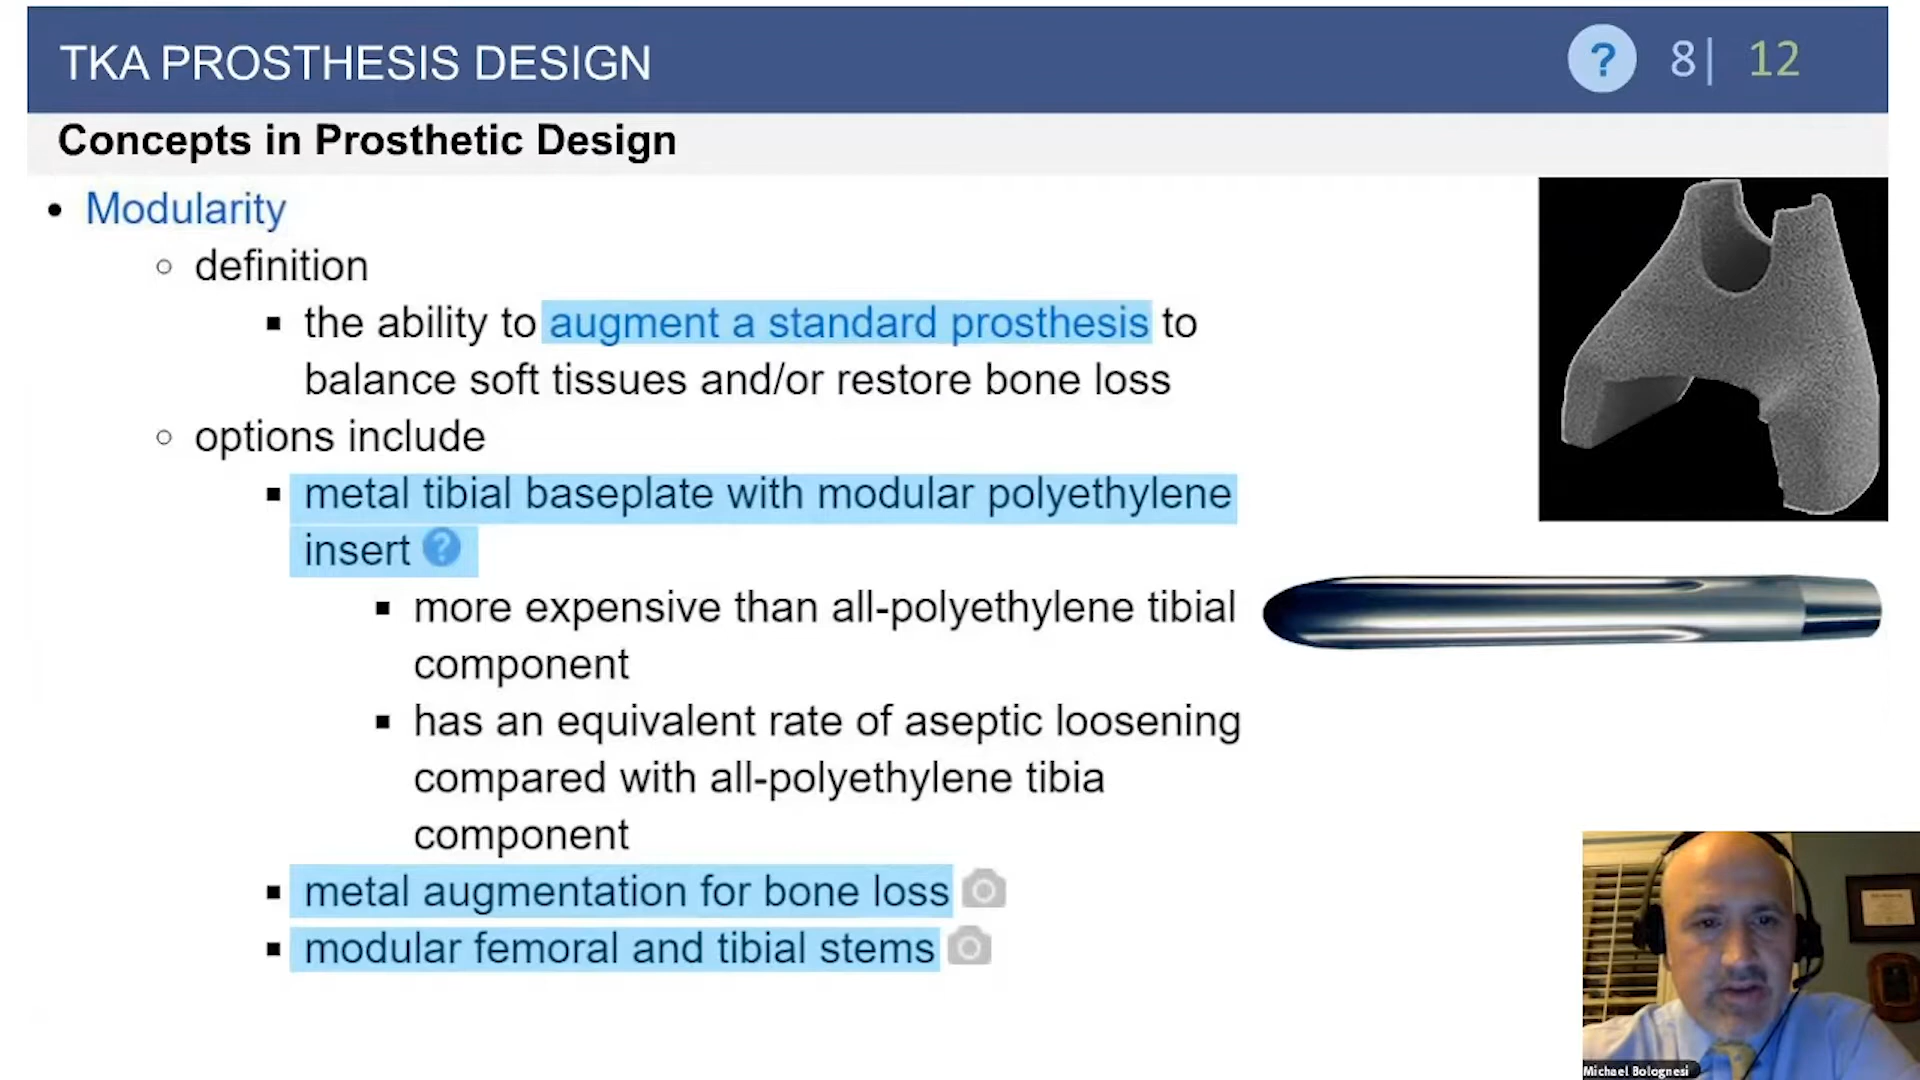 TKA PROSTHESIS DESIGN
? 8| 12
Concepts in Prosthetic Design
• Modularity
○ definition
▪ the ability to augment a standard prosthesis to
balance soft tissues and/or restore bone loss
○ options include
▪ metal tibial baseplate with modular polyethylene
insert ?
▪ more expensive than all-polyethylene tibial
component
▪ has an equivalent rate of aseptic loosening
compared with all-polyethylene tibia
component
▪ metal augmentation for bone loss
▪ modular femoral and tibial stems
Michael Bolognesi